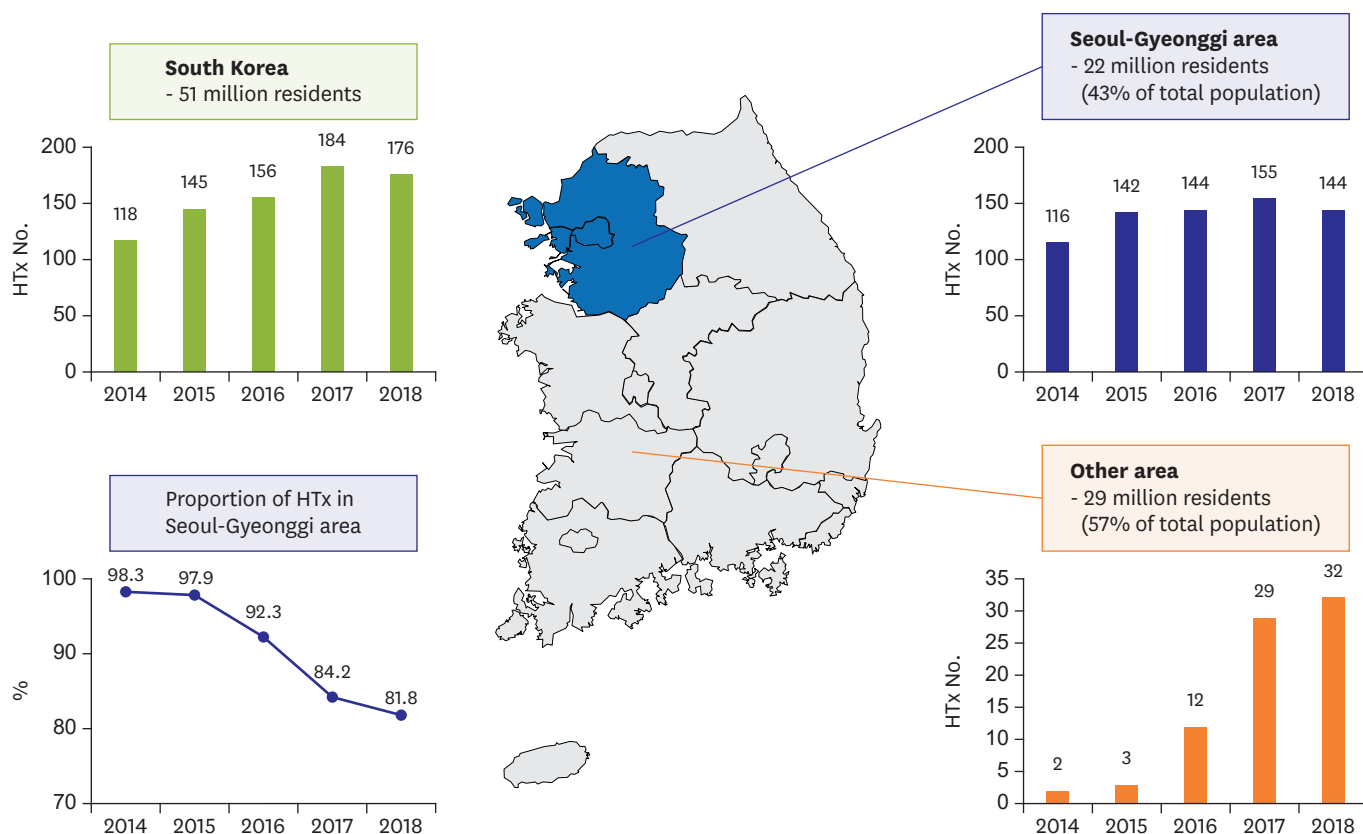 South Korea
- 51 million residents
HTx No.
200
150
100
50
0
118
145
156
184
176
2014 2015 2016 2017 2018
Seoul-Gyeonggi area
- 22 million residents
(43% of total population)
HTx No.
200
150
100
50
0
116
142
144
155
144
2014 2015 2016 2017 2018
Proportion of HTx in
Seoul-Gyeonggi area
%
100
90
80
70
98.3
97.9
92.3
84.2
81.8
2014 2015 2016 2017 2018
Other area
- 29 million residents
(57% of total population)
HTx No.
35
30
25
20
15
10
5
0
2
3
12
29
32
2014 2015 2016 2017 2018